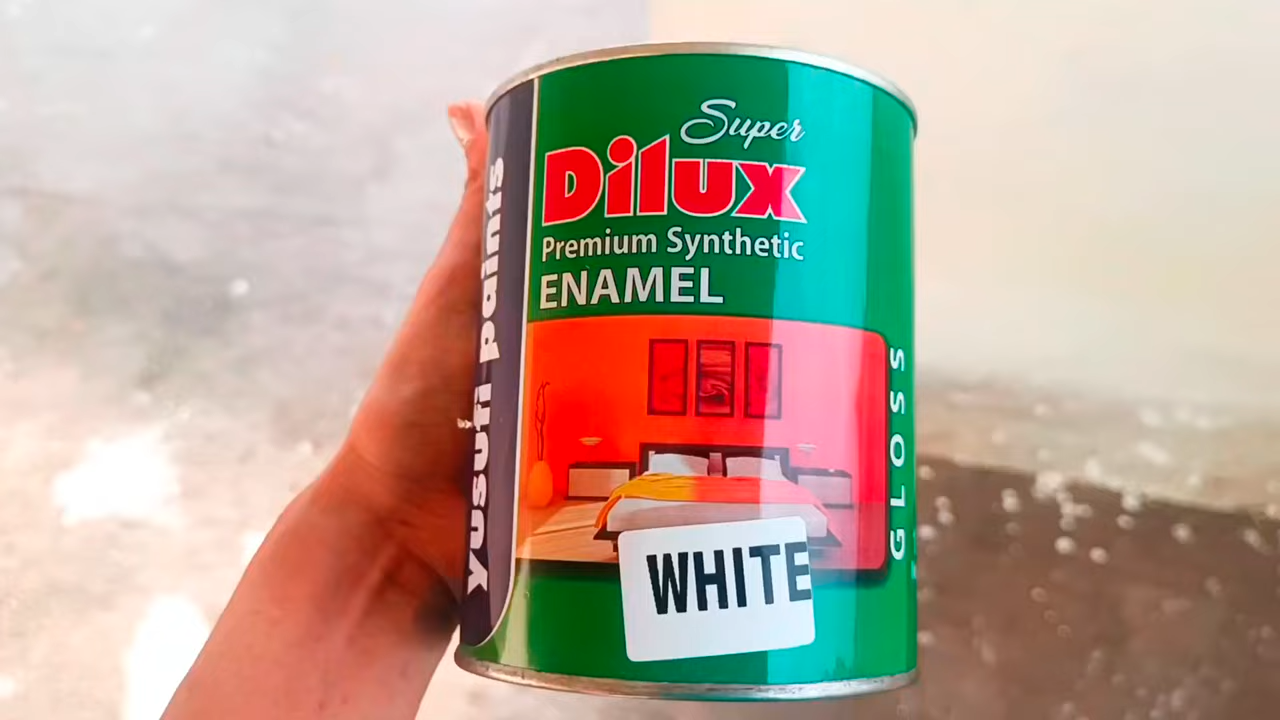 Super
Dilux
Premium Synthetic
ENAMEL
yusufi paints
GLOSS
WHITE